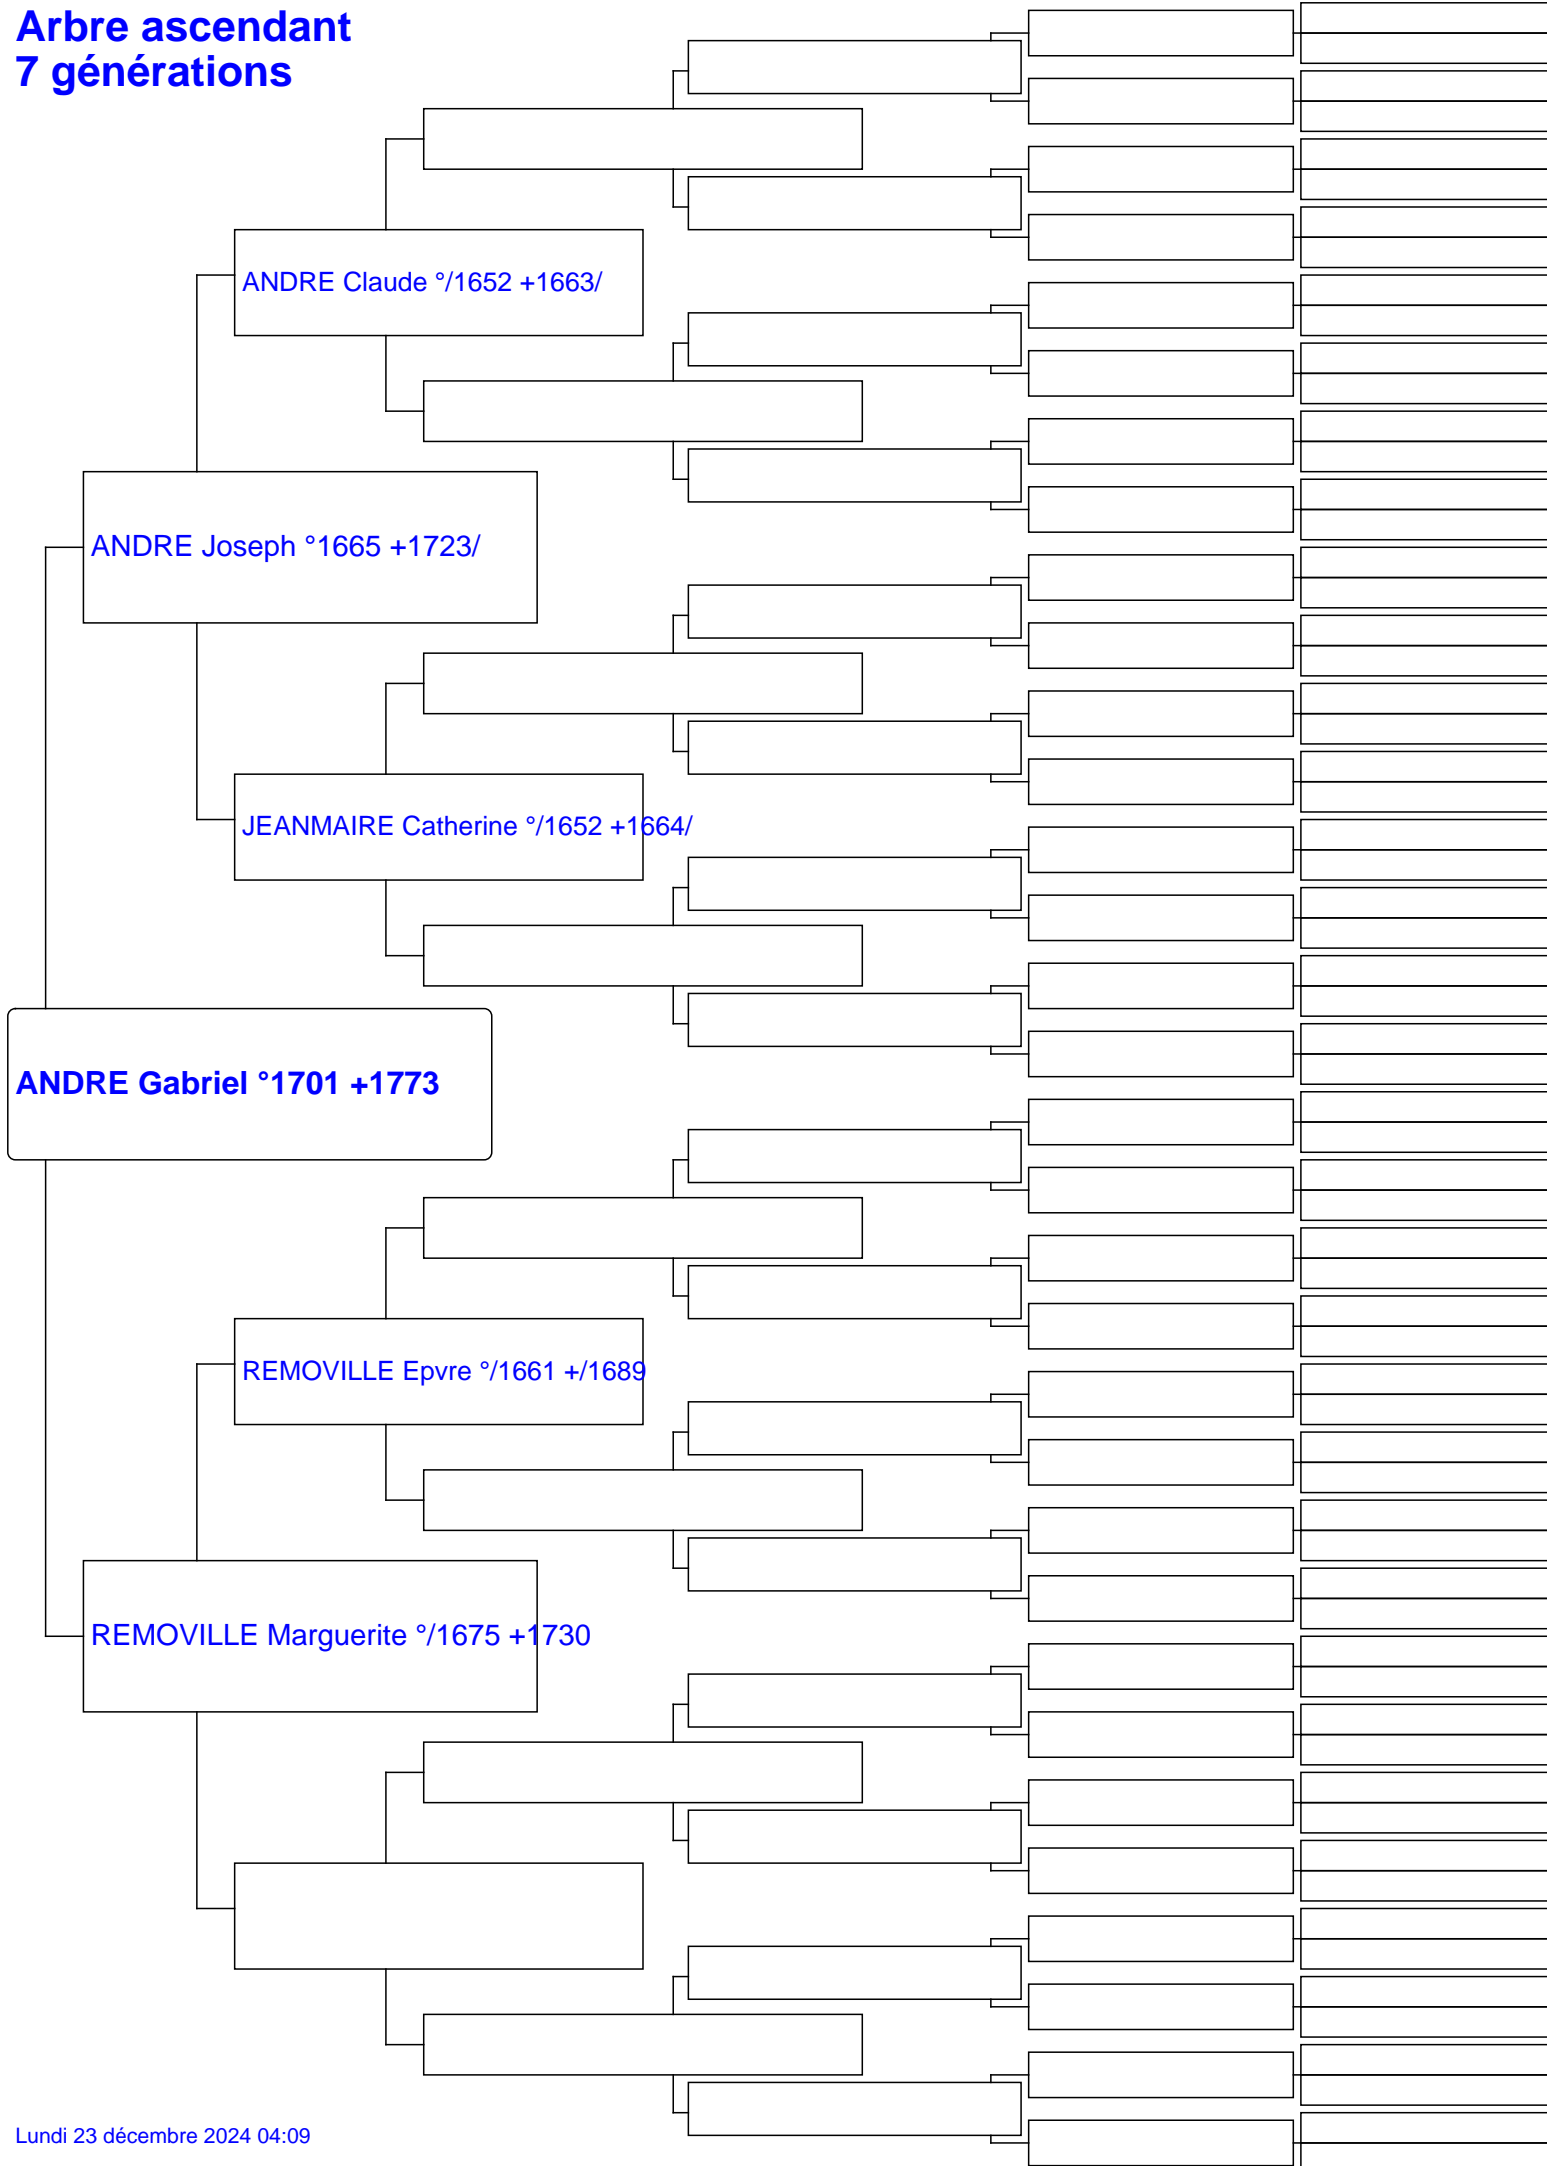 Arbre ascendant
7 générations
ANDRE Claude °/1652 +1663/
ANDRE Joseph °1665 +1723/
JEANMAIRE Catherine °/1652 +1664/
ANDRE Gabriel °1701 +1773
REMOVILLE Epvre °/1661 +/1689
REMOVILLE Marguerite °/1675 +1730
Lundi 23 décembre 2024 04:09